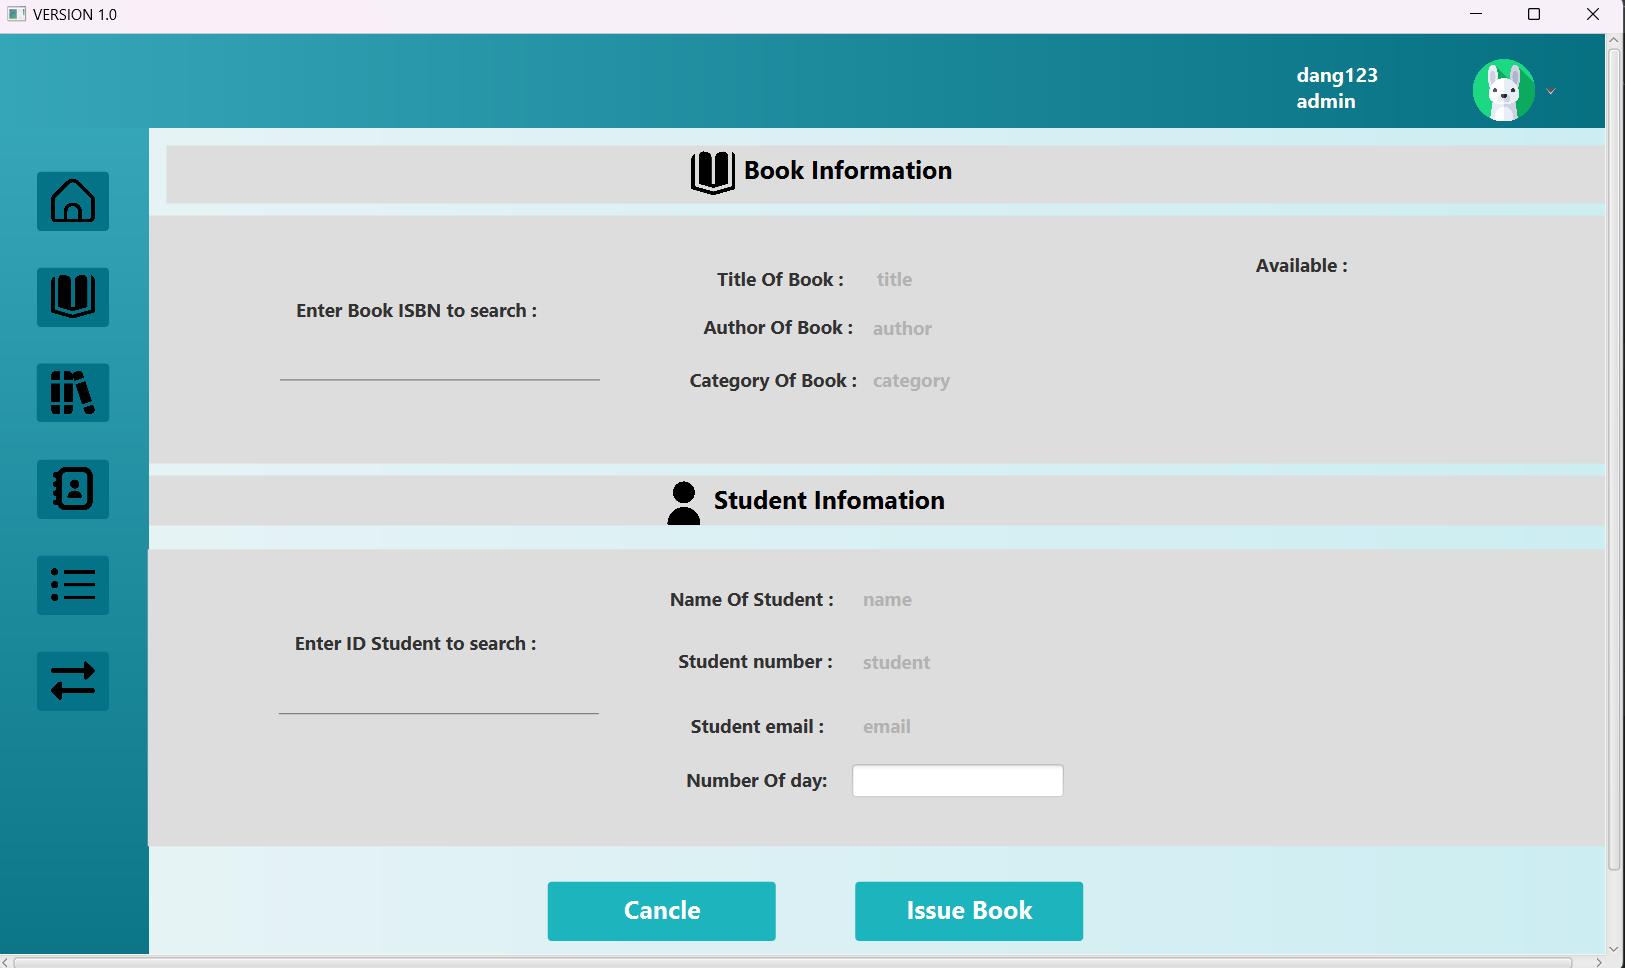 VERSION 1.0
dang123
admin
Book Information
Enter Book ISBN to search :
Title Of Book : title
Author Of Book : author
Category Of Book : category
Available :
Student Infomation
Enter ID Student to search :
Name Of Student : name
Student number : student
Student email : email
Number Of day:
Cancle
Issue Book